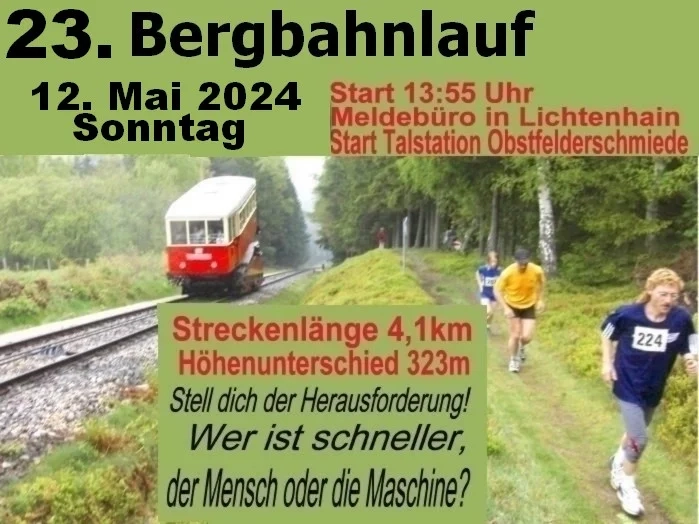 23. Bergbahnlauf
12. Mai 2024
Sonntag
Start 13:55 Uhr
Meldebüro in Lichtenhain
Start Talstation Obstfelderschmiede
Streckenlänge 4,1km
Höhenunterschied 323m
Stell dich der Herausforderung!
Wer ist schneller,
der Mensch oder die Maschine?
224